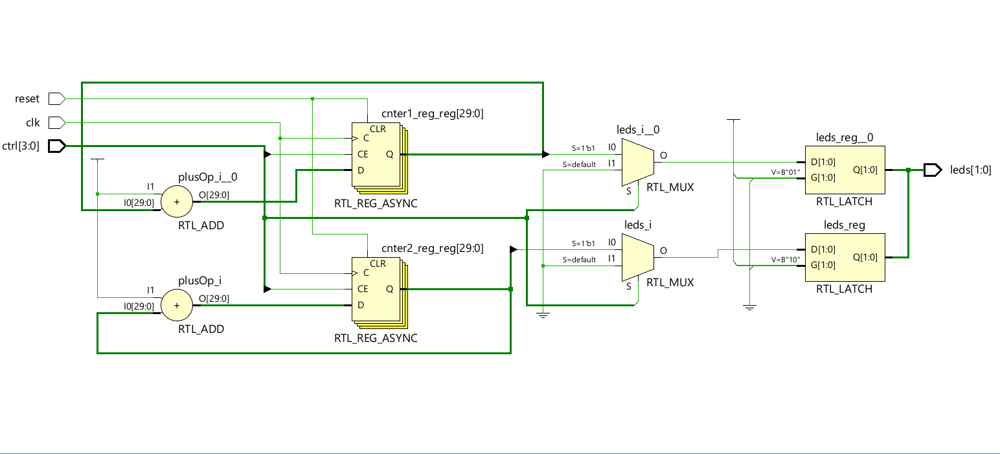 reset
clk
ctrl[3:0]
plusOp_i__0
I1
I0[29:0]
+
O[29:0]
RTL_ADD
plusOp_i
I1
I0[29:0]
+
O[29:0]
RTL_ADD
cnter1_reg_reg[29:0]
CLR
C
CE
Q
D
RTL_REG_ASYNC
cnter2_reg_reg[29:0]
CLR
C
CE
Q
D
RTL_REG_ASYNC
leds_i__0
S=1'b1
I0
S=default
I1
O
S
RTL_MUX
leds_i
S=1'b1
I0
S=default
I1
O
S
RTL_MUX
leds_reg__0
D[1:0]
V=B"01"
G[1:0]
Q[1:0]
RTL_LATCH
leds_reg
D[1:0]
V=B"10"
G[1:0]
Q[1:0]
RTL_LATCH
leds[1:0]